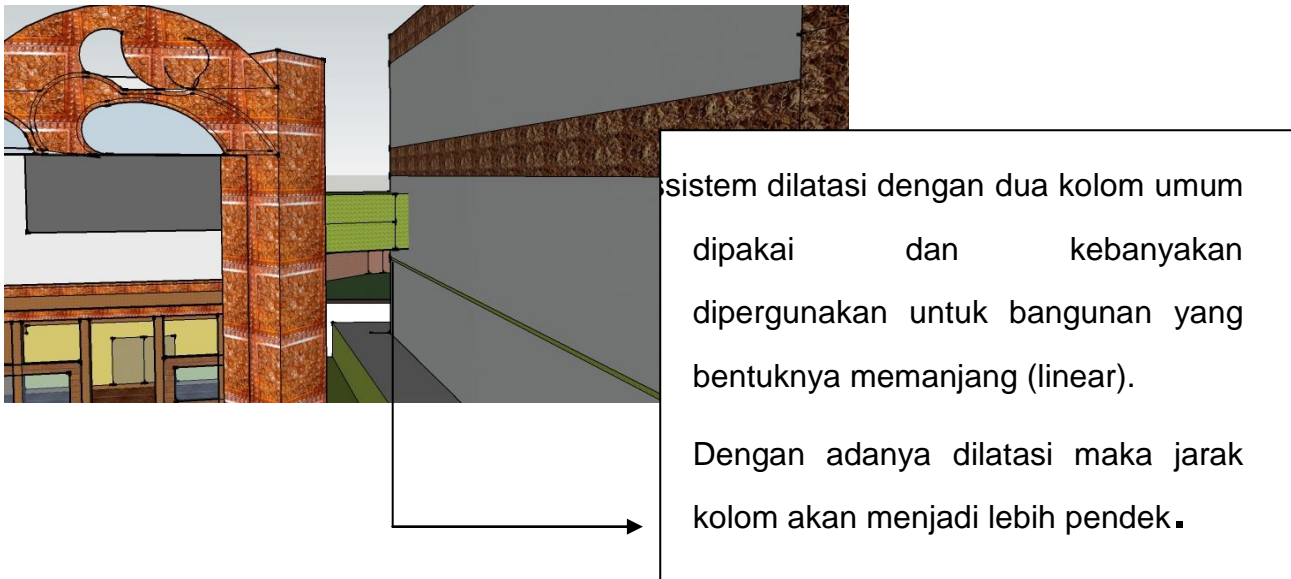 sistem dilatasi dengan dua kolom umum
dipakai dan kebanyakan
dipergunakan untuk bangunan yang
bentuknya memanjang (linear).
Dengan adanya dilatasi maka jarak
kolom akan menjadi lebih pendek.